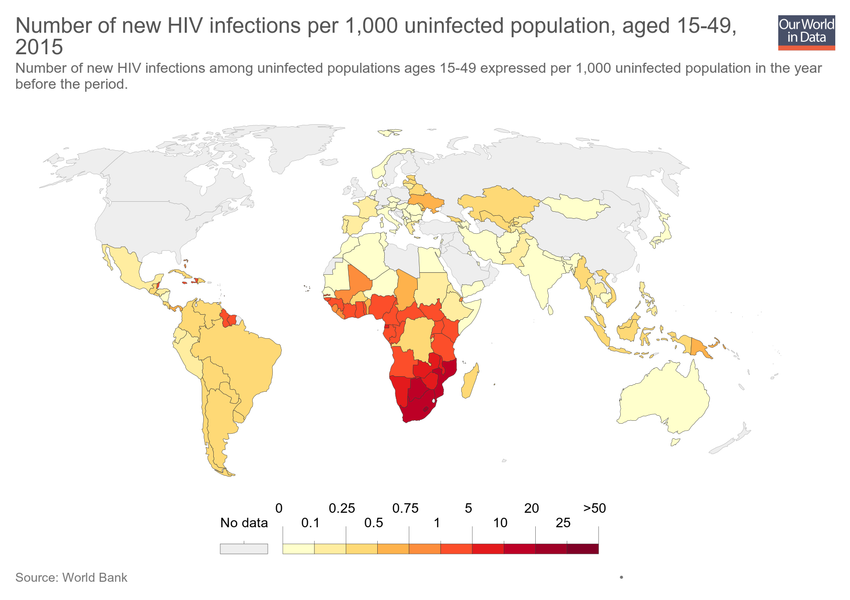 Number of new HIV infections per 1,000 uninfected population, aged 15-49,
2015
Our World
in Data
Number of new HIV infections among uninfected populations ages 15-49 expressed per 1,000 uninfected population in the year
before the period.
0 0.25 0.75 5 20 >50
No data 0.1 0.5 1 10 25
Source: World Bank